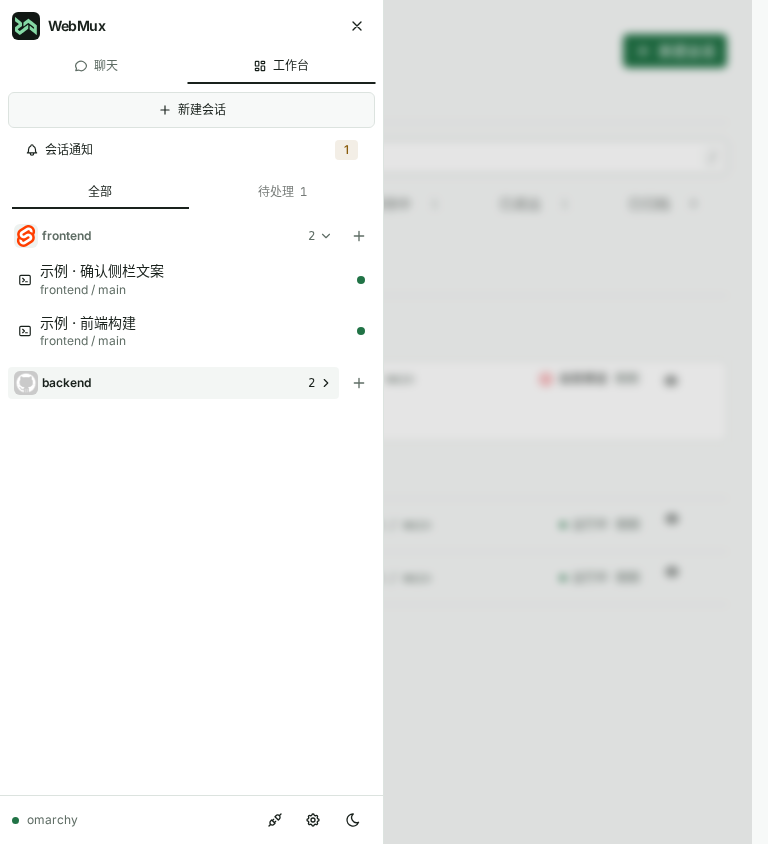 WebMux
聊天
工作台
新建会话
会话通知
1
全部
待处理 1
frontend
2
示例 · 确认侧栏文案
frontend / main
示例 · 前端构建
frontend / main
backend
2
omarchy